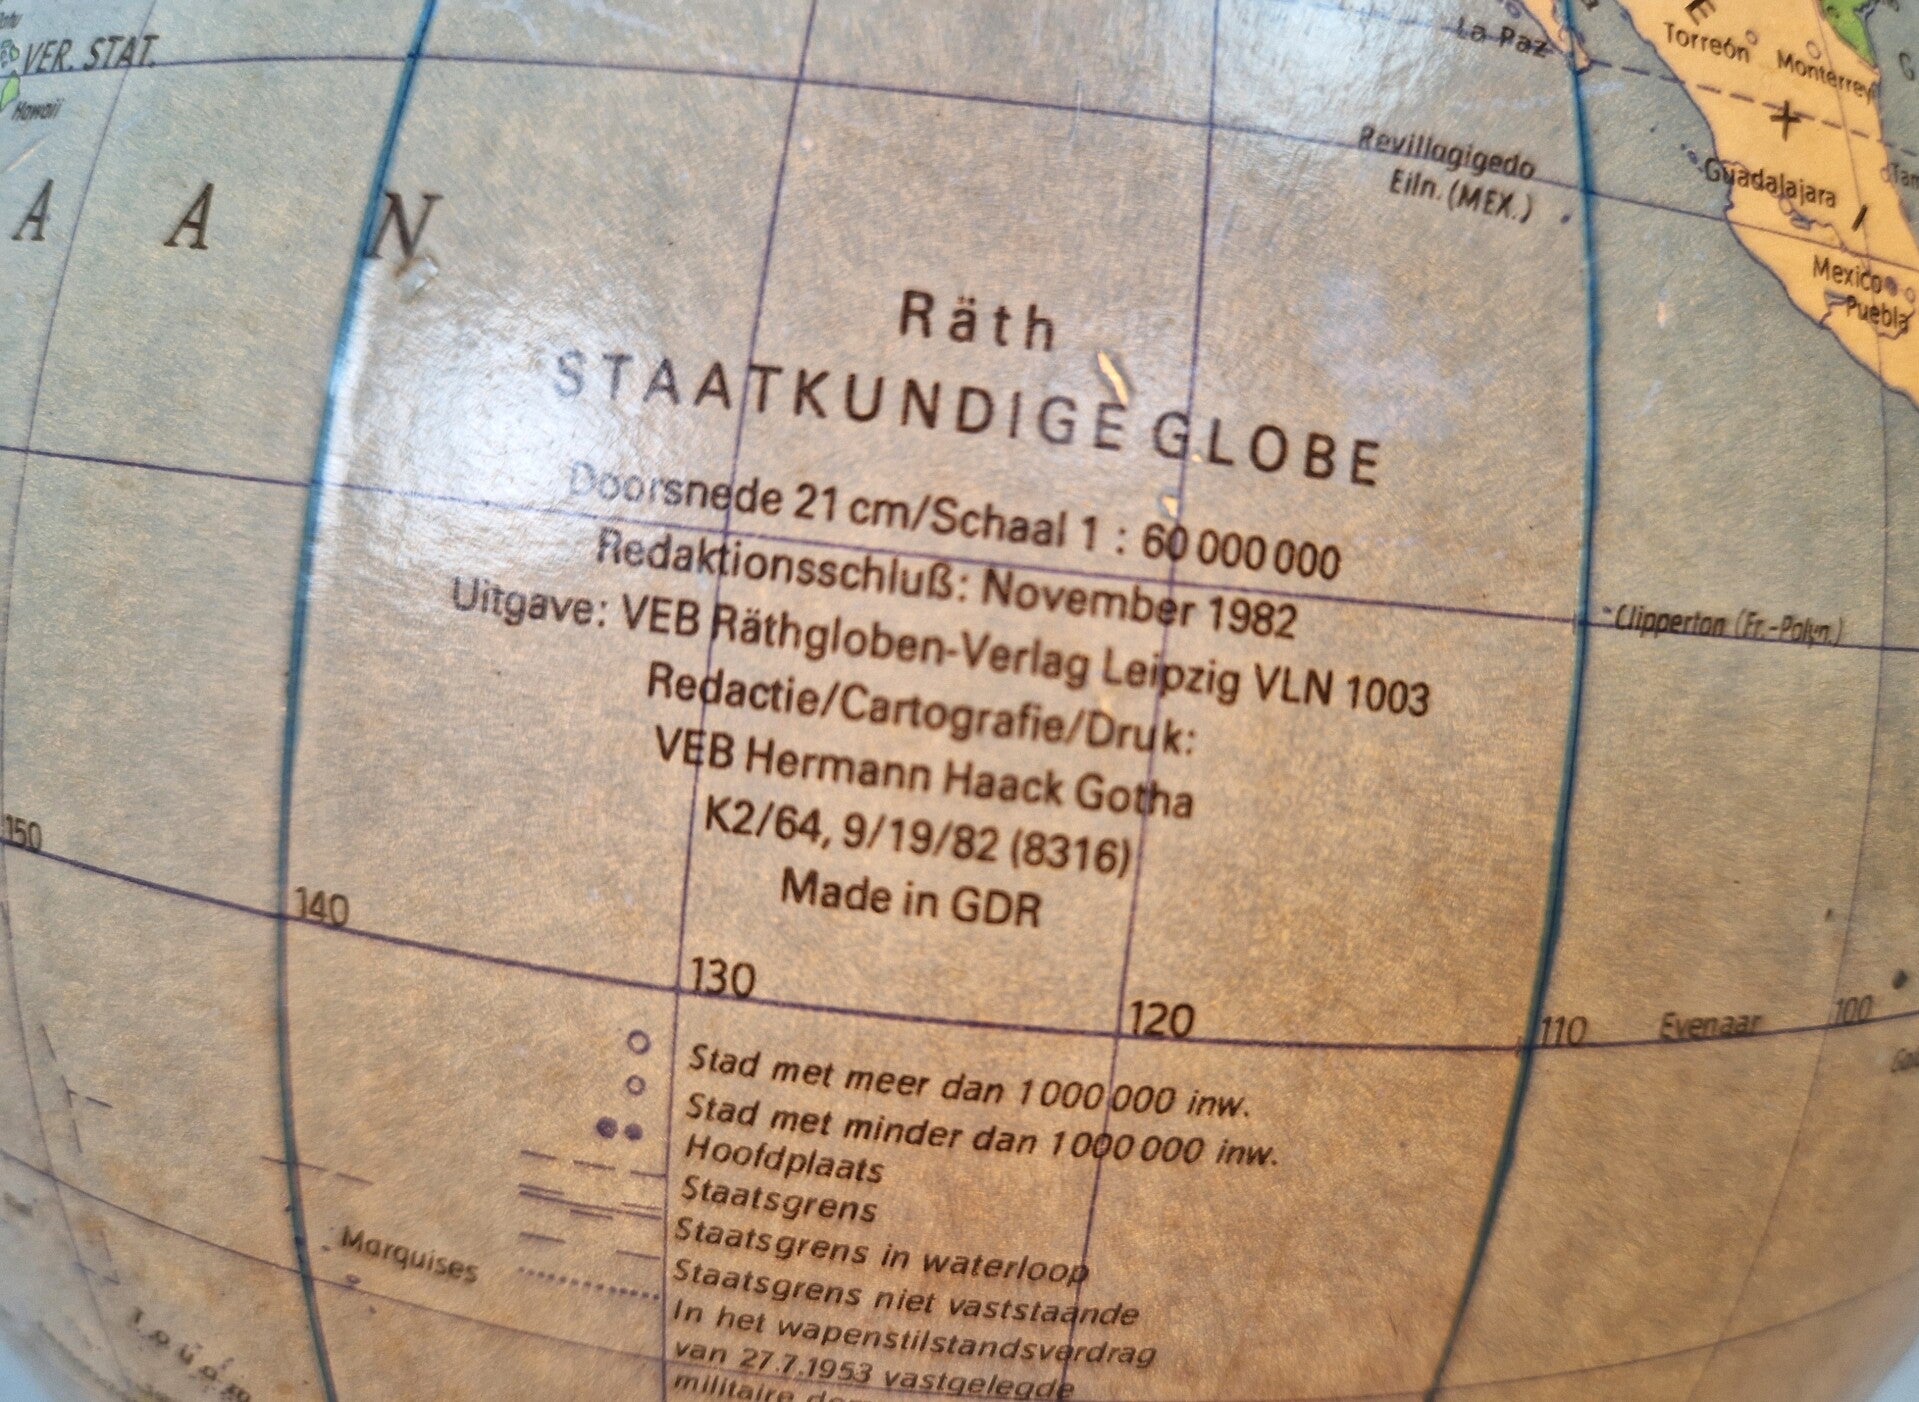 VER. STAT.
Hawaii
A A N
La Paz
Torreón
Monterrey
Revillagigedo
Eiln. (MEX.)
Guadalajara
Mexico
Puebla
Räth
STAATKUNDIGE GLOBE
Doorsnede 21 cm/Schaal 1 : 60 000 000
Redaktionsschluß: November 1982
Uitgave: VEB Räthgloben-Verlag Leipzig VLN 1003
Redactie/Cartografie/Druk:
VEB Hermann Haack Gotha
K2/64, 9/19/82 (8316)
Made in GDR
Clipperton (Fr.-Polyn.)
150
140
130
120
110
Evenaar
100
Stad met meer dan 1 000 000 inw.
Stad met minder dan 1 000 000 inw.
Hoofdplaats
Staatsgrens
Staatsgrens in waterloop
Staatsgrens niet vaststaande
In het wapenstilstandsverdrag
van 27.7.1953 vastgelegde
militaire
Marquises